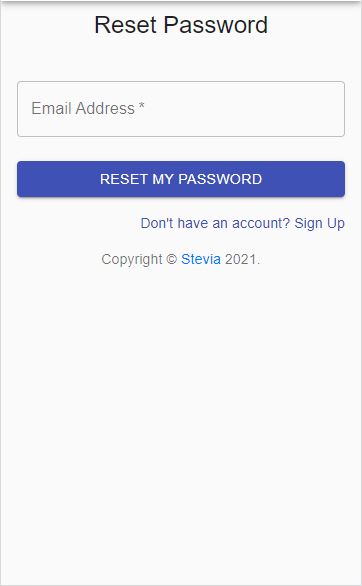 Reset Password
Email Address *
RESET MY PASSWORD
Don't have an account? Sign Up
Copyright © Stevia 2021.